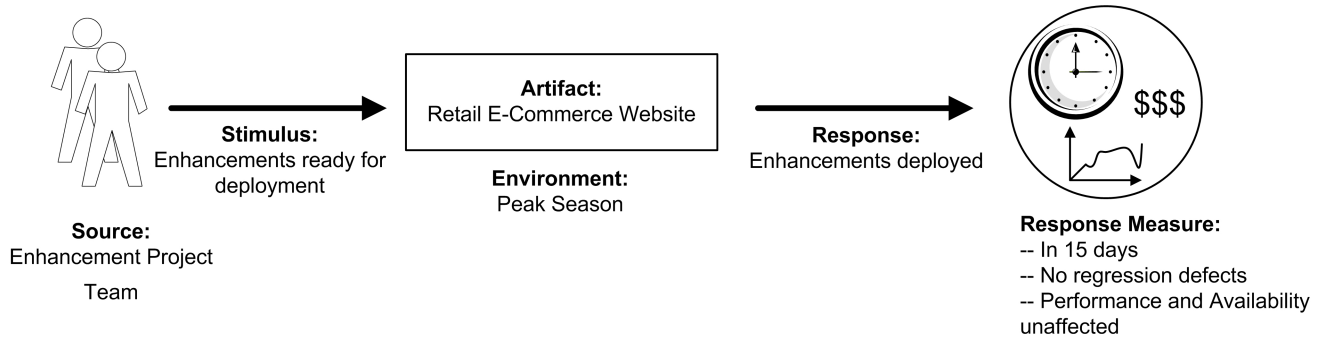 Source:
Enhancement Project
Team
Stimulus:
Enhancements ready for
deployment
Artifact:
Retail E-Commerce Website
Environment:
Peak Season
Response:
Enhancements deployed
$$$
Response Measure:
-- In 15 days
-- No regression defects
-- Performance and Availability
unaffected